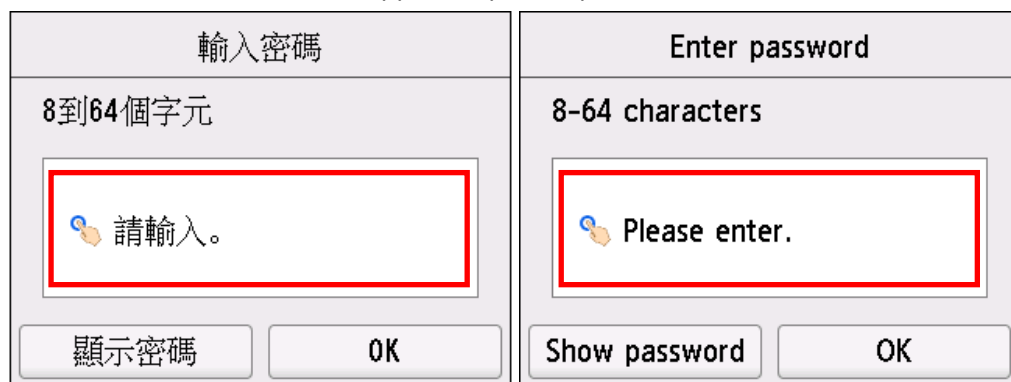 輸入密碼
8到64個字元
請輸入。
顯示密碼 OK
Enter password
8-64 characters
Please enter.
Show password OK